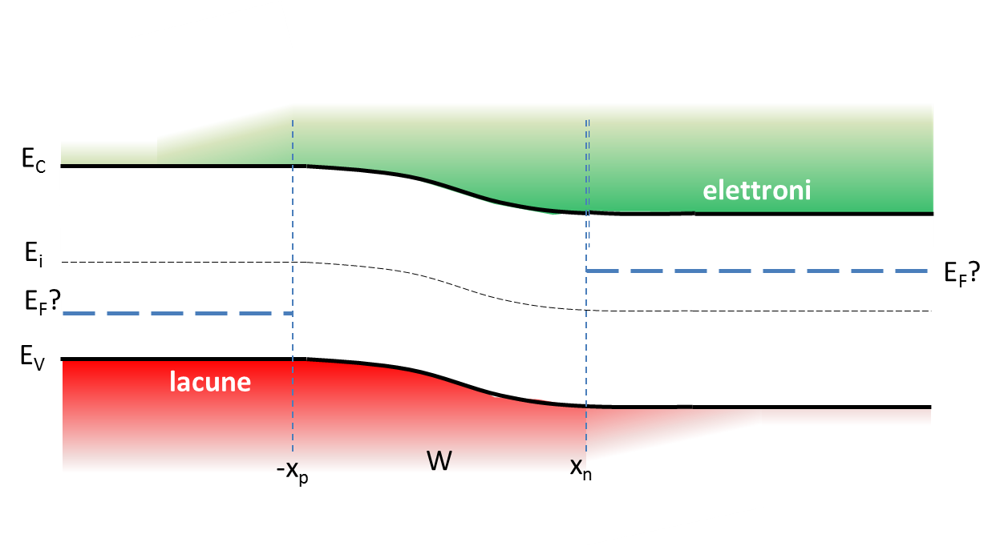 E_C
elettroni
E_i
E_F?
E_F?
E_V
lacune
-x_p
W
x_n